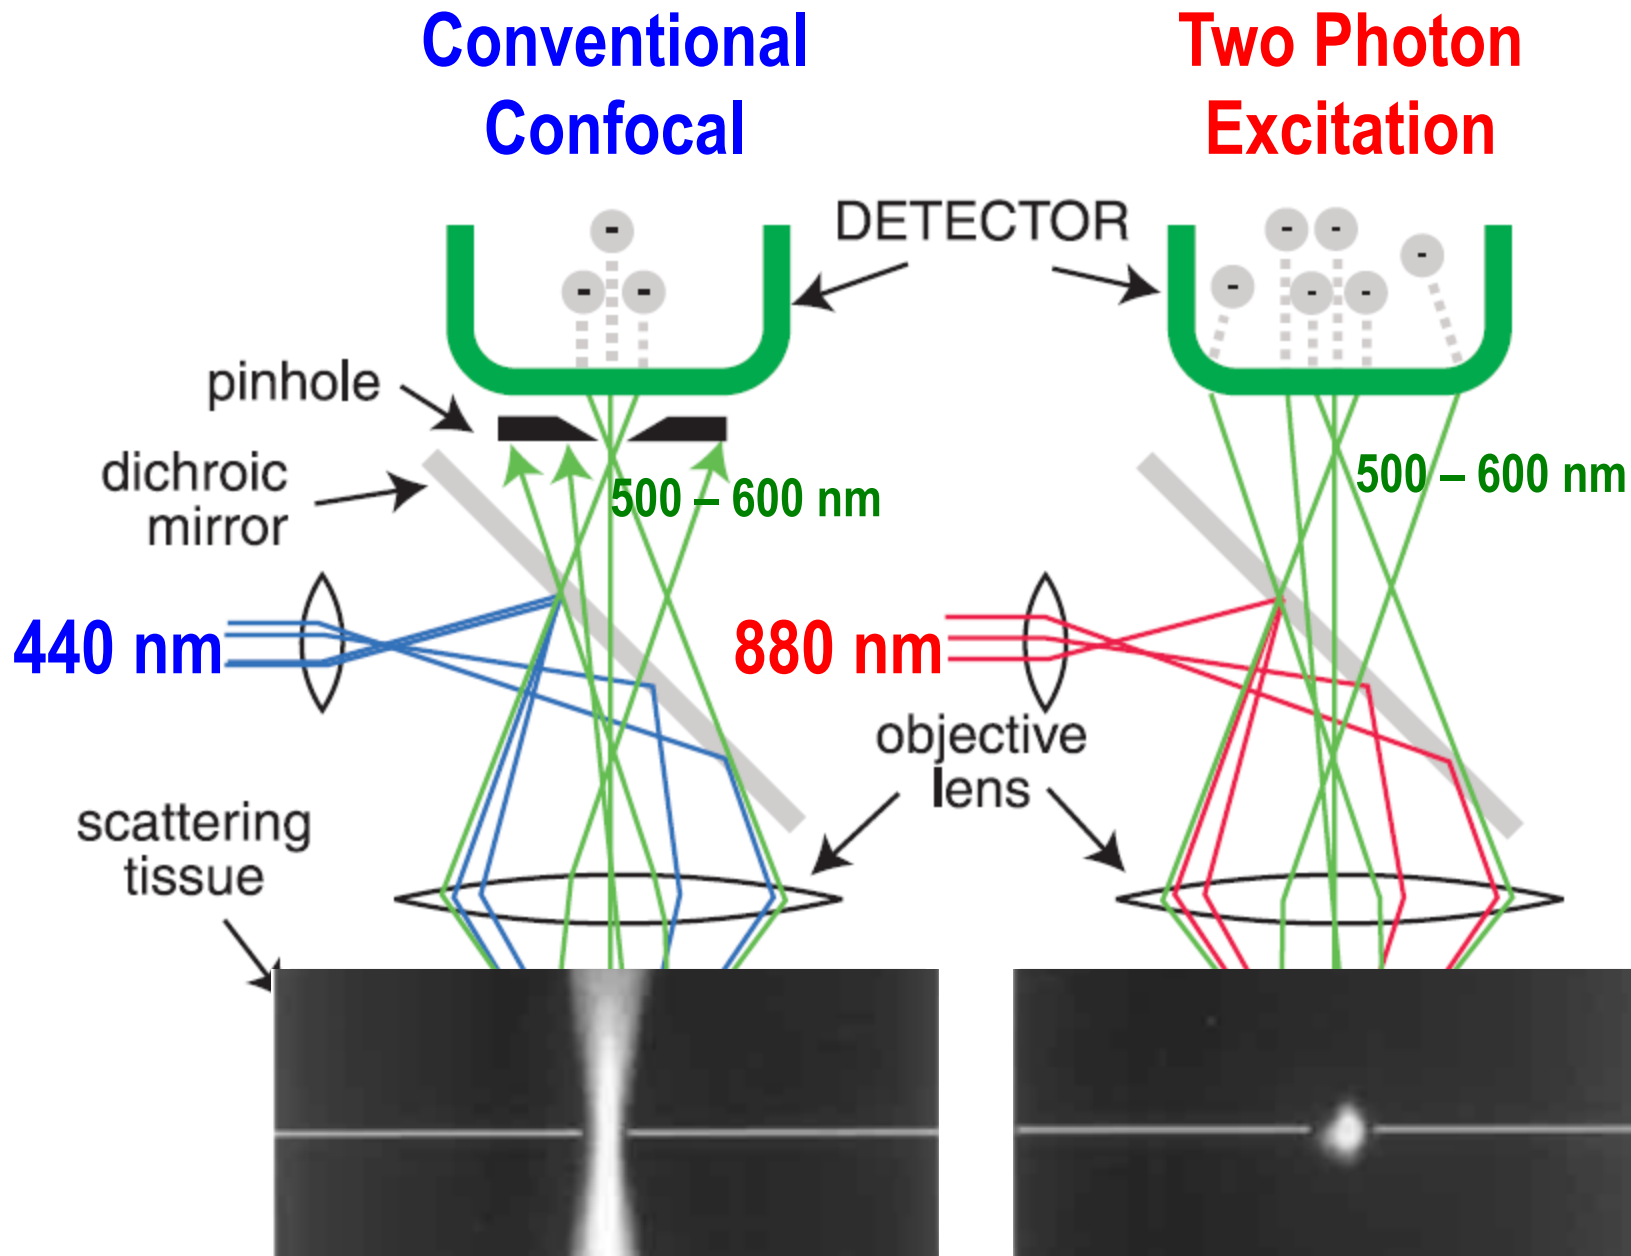 Conventional
Confocal
Two Photon
Excitation
DETECTOR
-
-
-
-
-
-
-
-
-
pinhole
dichroic
mirror
500 – 600 nm
500 – 600 nm
440 nm
880 nm
objective
lens
scattering
tissue